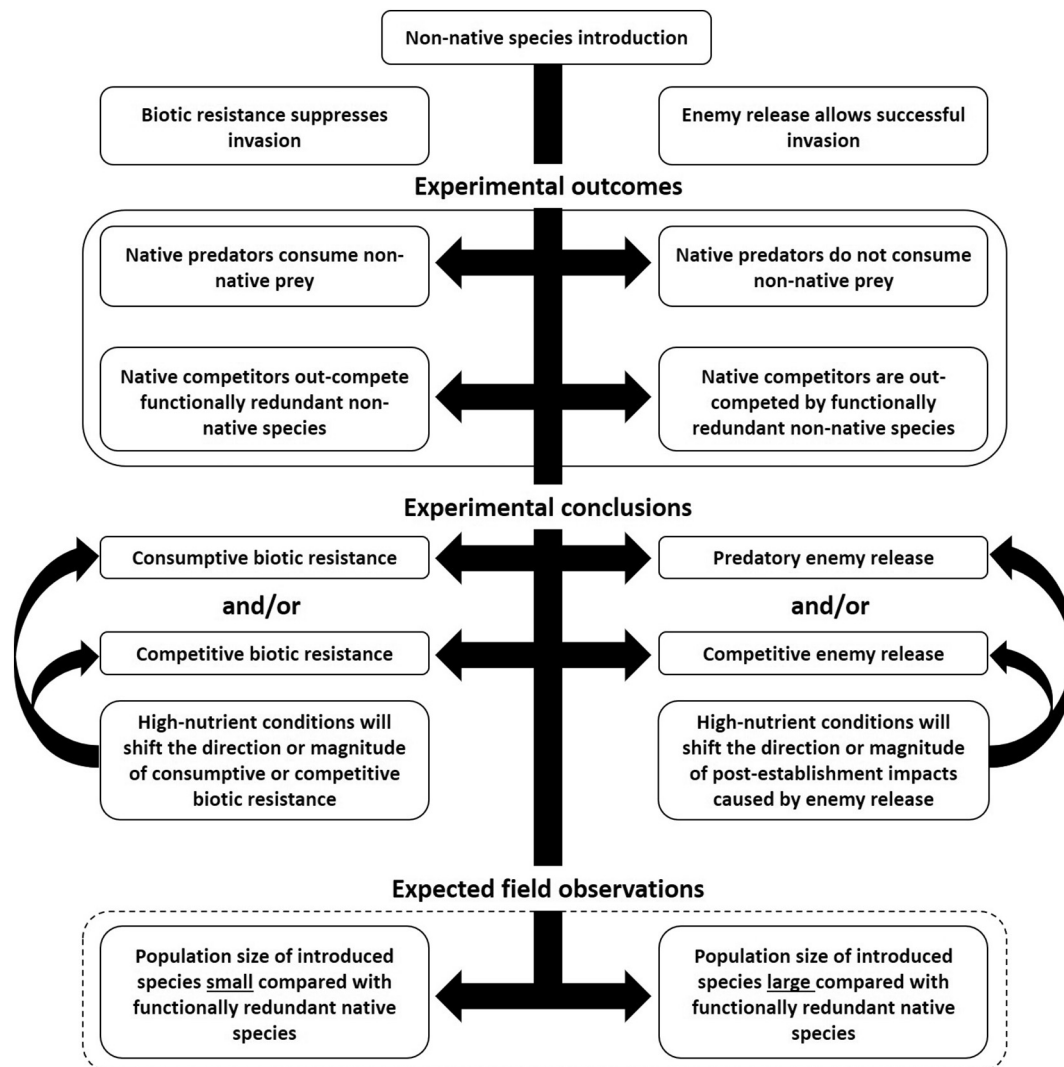 Non-native species introduction
Biotic resistance suppresses
invasion
Enemy release allows successful
invasion
Experimental outcomes
Native predators consume non-
native prey
Native predators do not consume
non-native prey
Native competitors out-compete
functionally redundant non-
native species
Native competitors are out-
competed by functionally
redundant non-native species
Experimental conclusions
Consumptive biotic resistance
Predatory enemy release
and/or
and/or
Competitive biotic resistance
Competitive enemy release
High-nutrient conditions will
shift the direction or magnitude
of consumptive or competitive
biotic resistance
High-nutrient conditions will
shift the direction or magnitude
of post-establishment impacts
caused by enemy release
Expected field observations
Population size of introduced
species small compared with
functionally redundant native
species
Population size of introduced
species large compared with
functionally redundant native
species